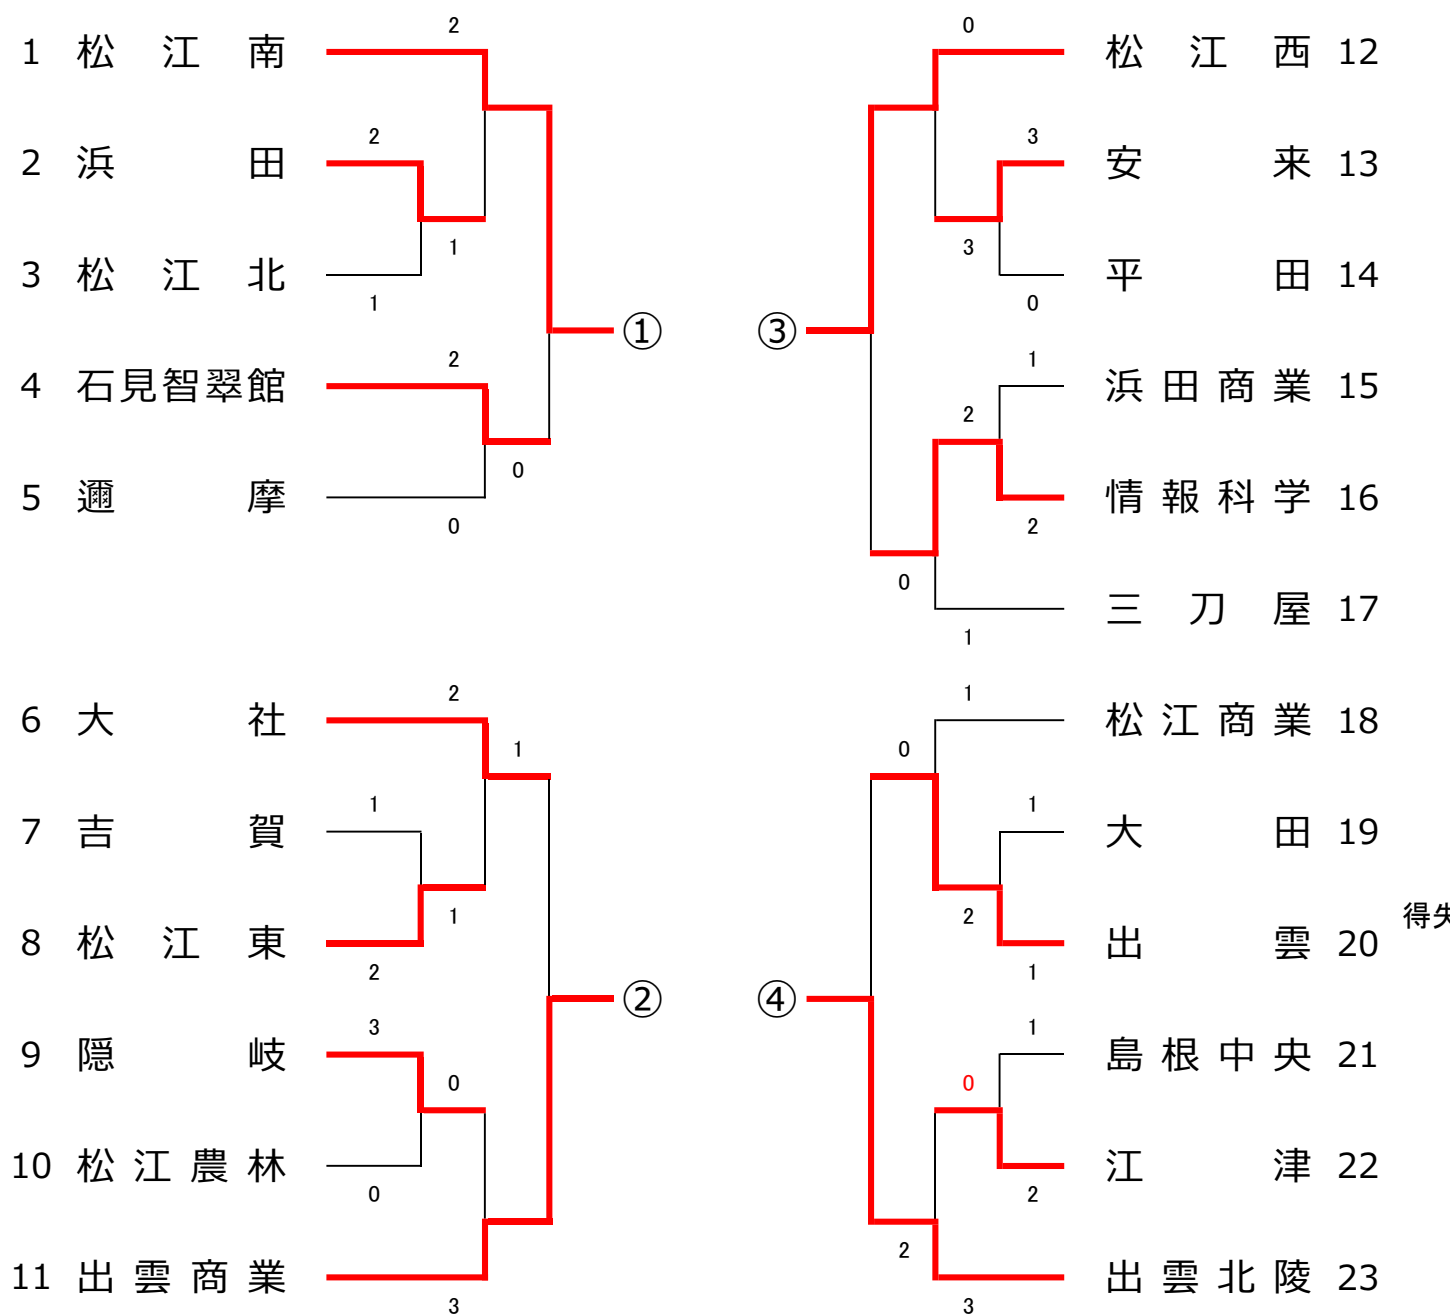 2
1 松江南
2
2 浜田
1
3 松江北
1
①
2
4 石見智翠館
0
5 邇摩
0
2
6 大社
1
1
7 吉賀
1
8 松江東
2
②
3
9 隠岐
0
10 松江農林
0
11 出雲商業
3
0
松江西 12
3
安来 13
3
平田 14
0
③
1
浜田商業 15
2
情報科学 16
2
0
三刀屋 17
1
1
松江商業 18
0
1
大田 19
2
得失
出雲 20
1
④
1
島根中央 21
0
江津 22
2
2
出雲北陵 23
3